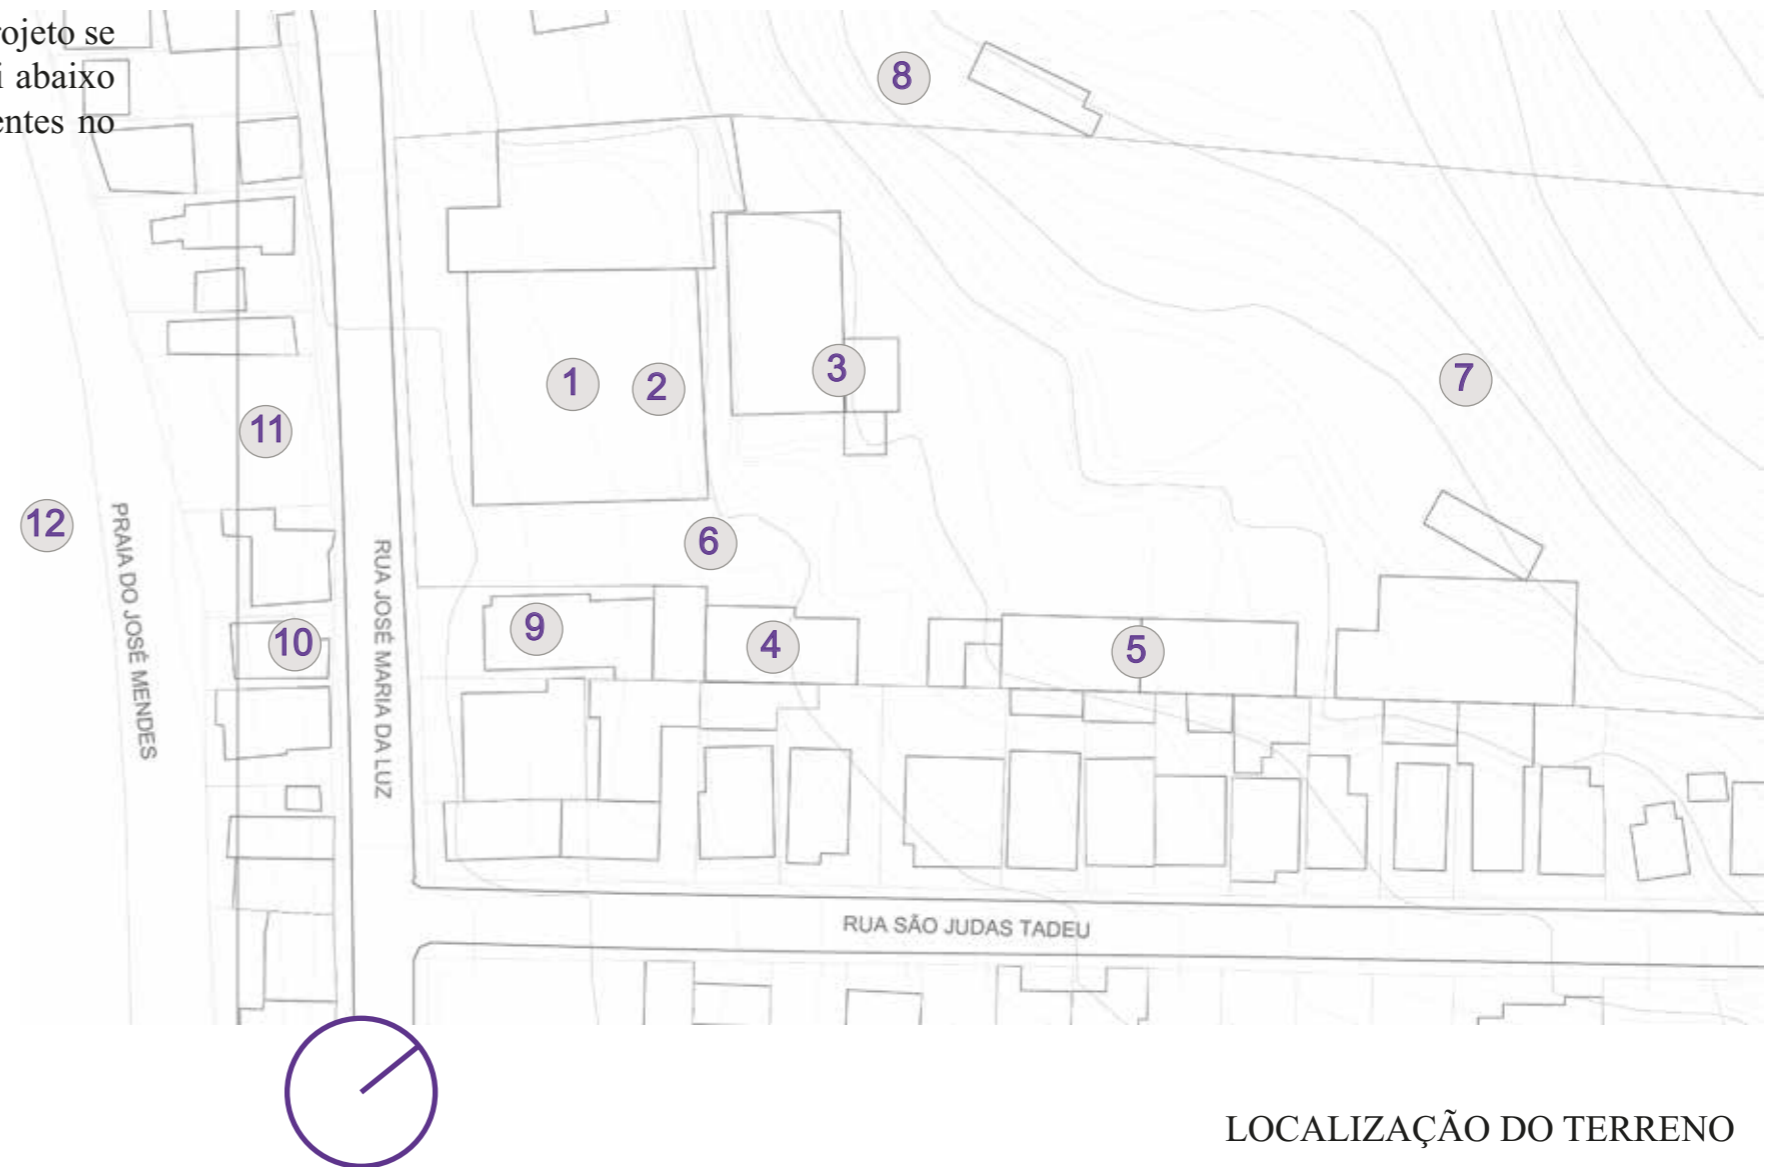 rojeto se
i abaixo
entes no
8
1
2
3
7
11
12
6
9
10
4
5
PRAIA DO JOSÉ MENDES
RUA JOSÉ MARIA DA LUZ
RUA SÃO JUDAS TADEU
LOCALIZAÇÃO DO TERRENO